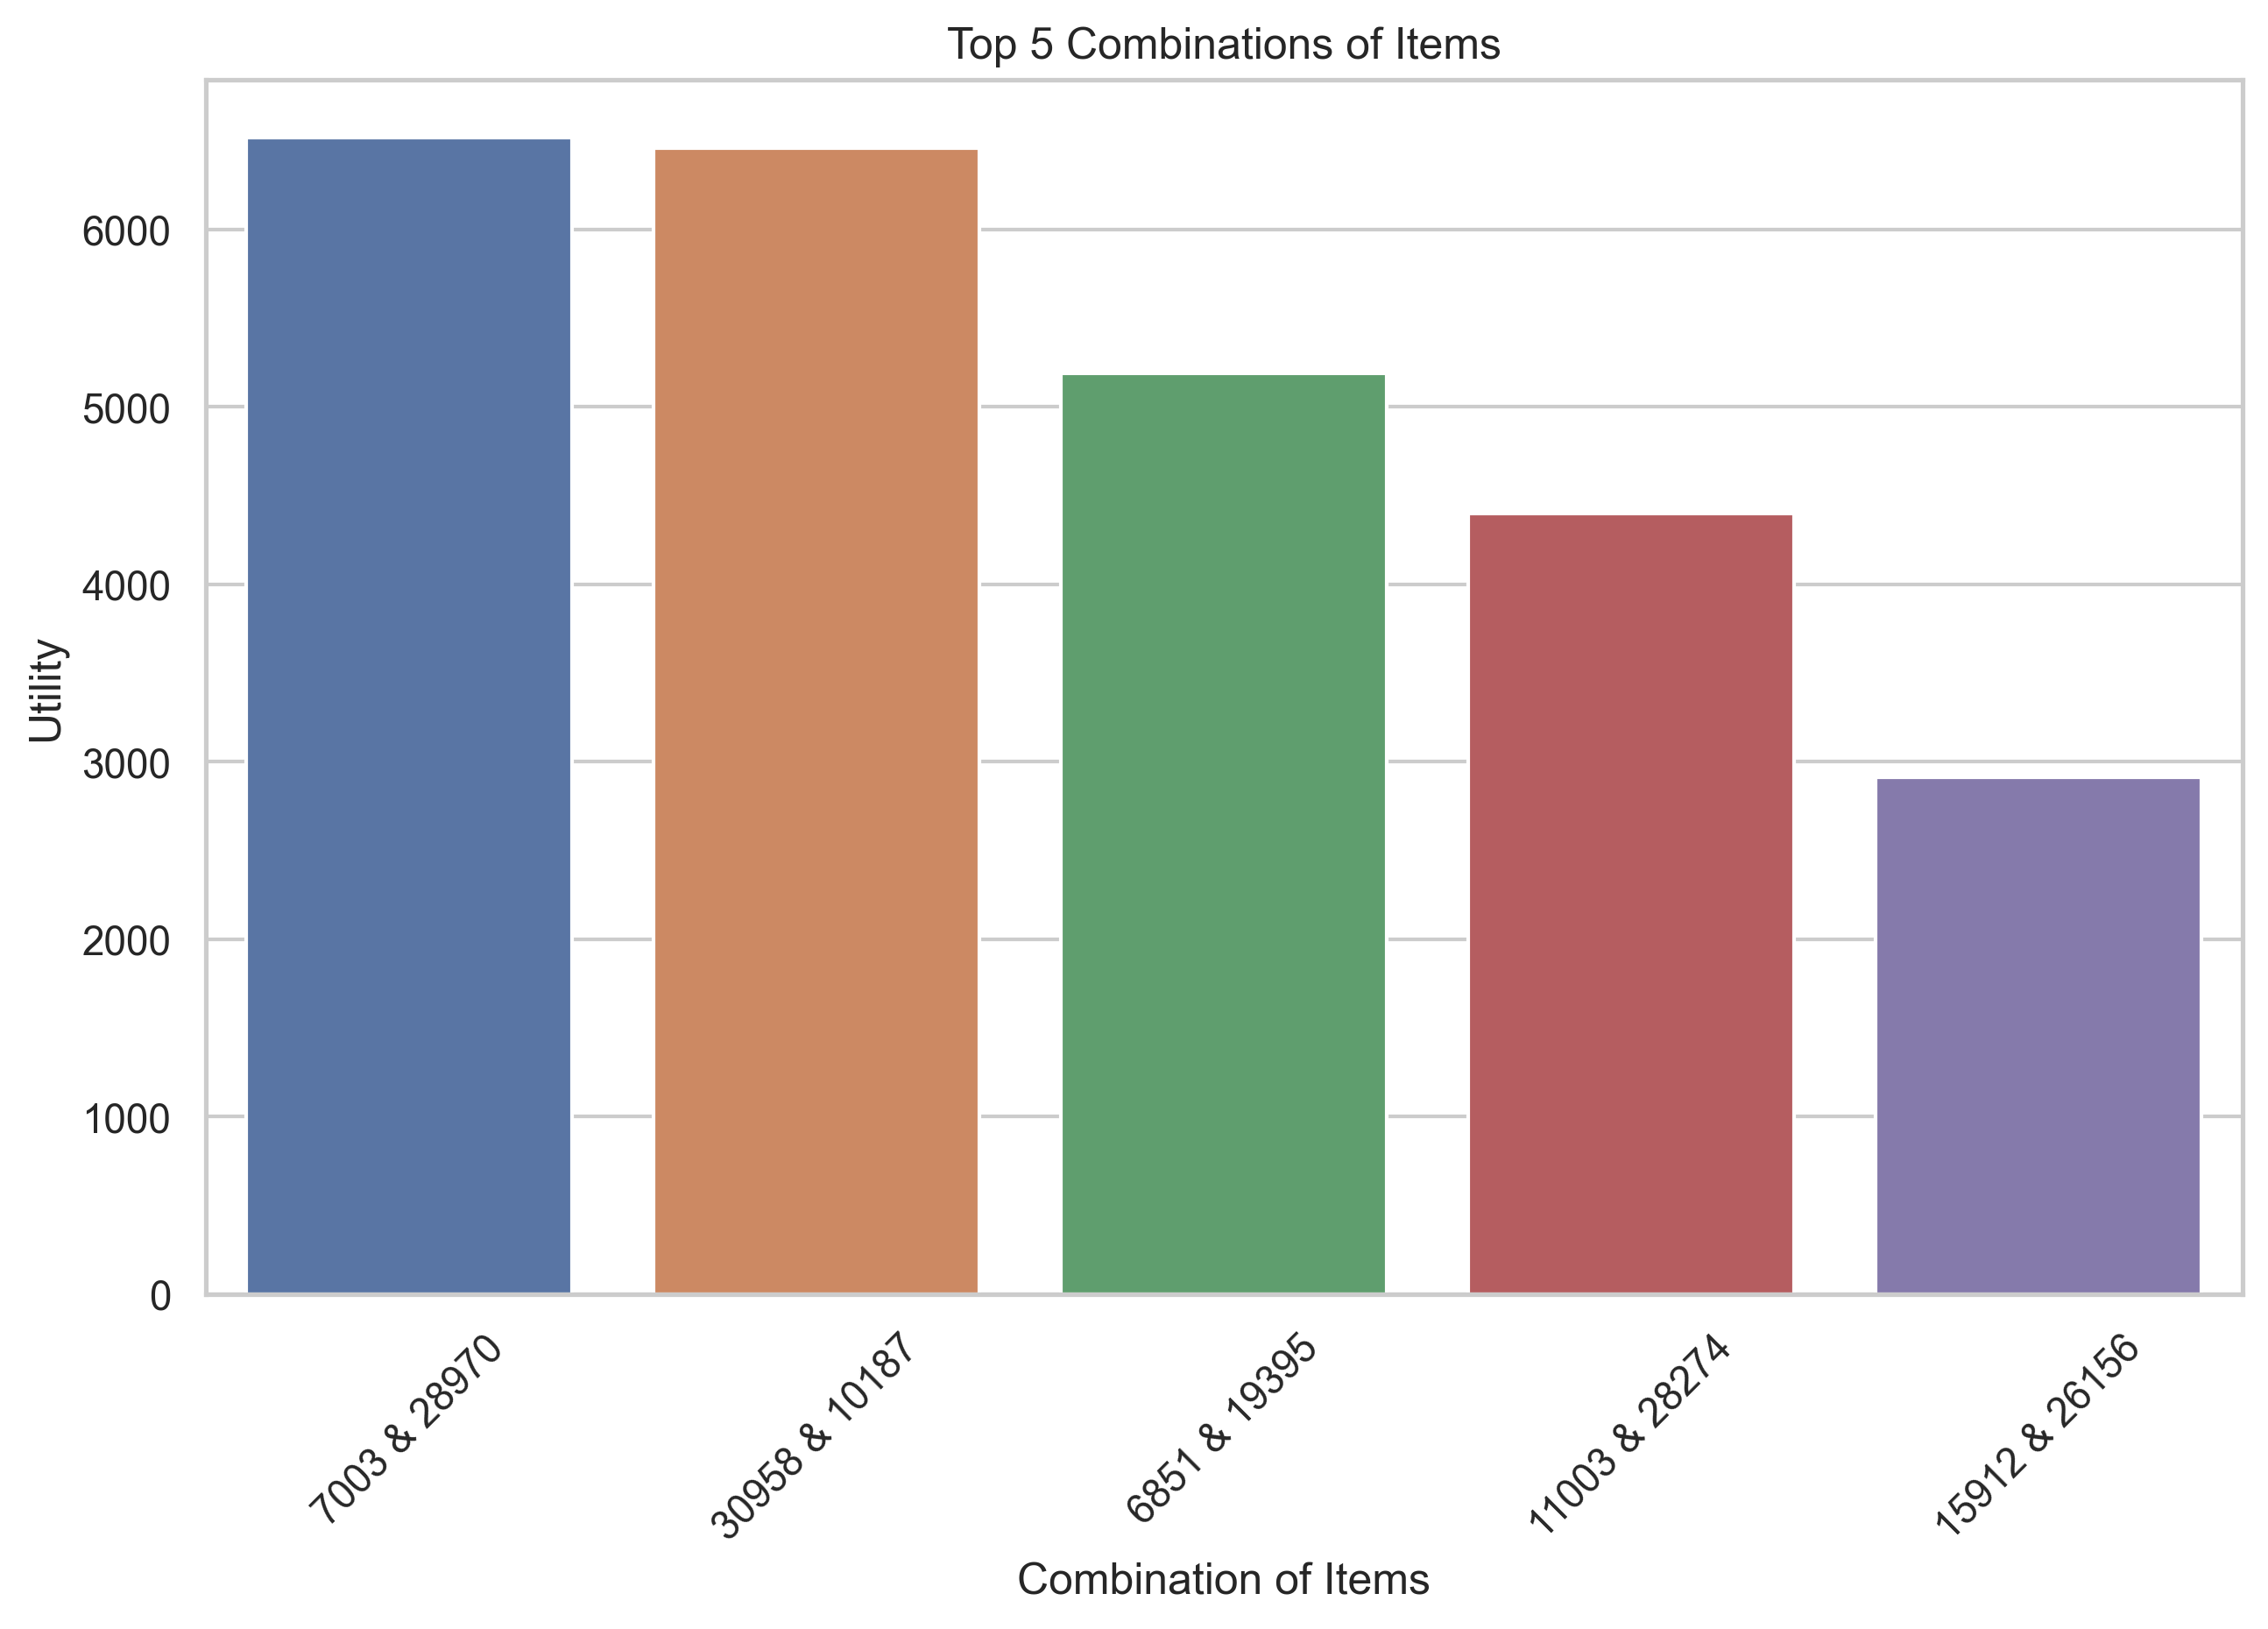 Top 5 Combinations of Items
Utility
6000
5000
4000
3000
2000
1000
0
7003 & 28970
30958 & 10187
6851 & 19395
11003 & 28274
15912 & 26156
Combination of Items